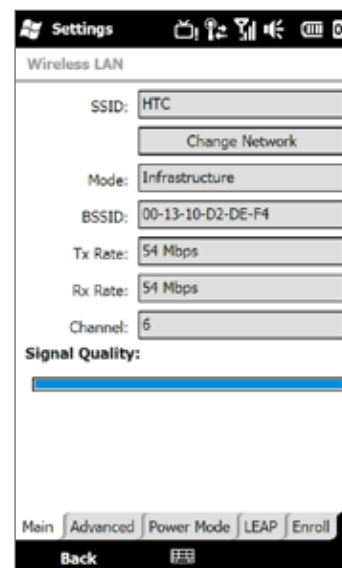 Settings
Wireless LAN
SSID: HTC
Change Network
Mode: Infrastructure
BSSID: 00-13-10-D2-DE-F4
Tx Rate: 54 Mbps
Rx Rate: 54 Mbps
Channel: 6
Signal Quality:
Main Advanced Power Mode LEAP Enroll
Back